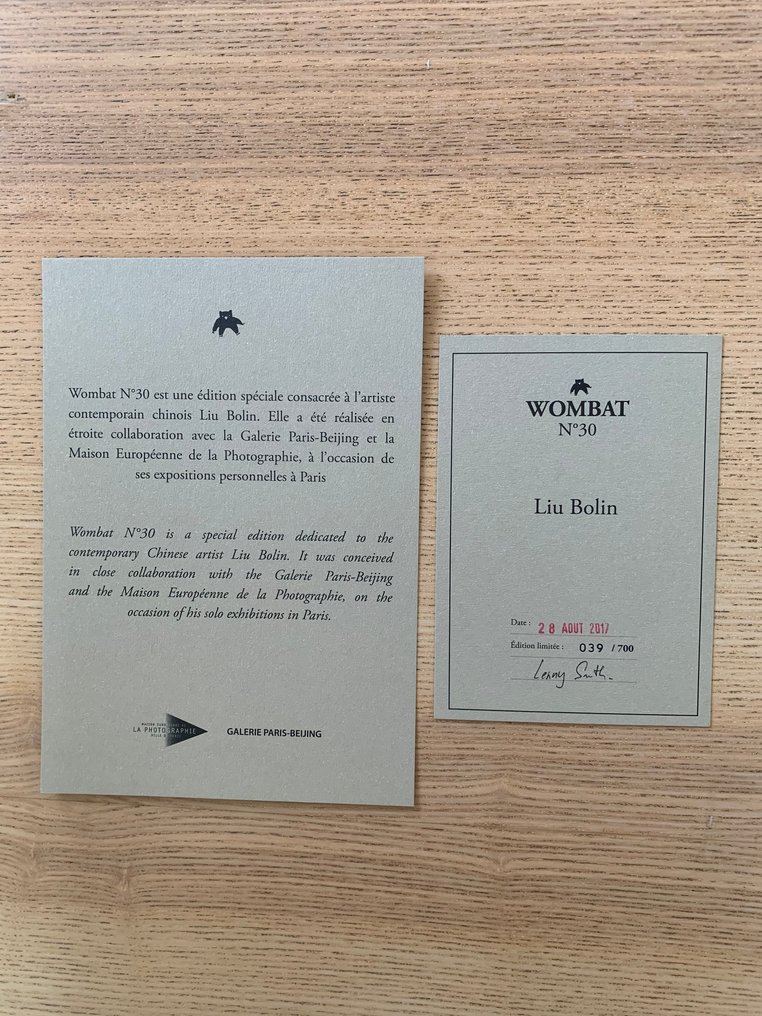 Wombat N°30 est une édition spéciale consacrée à l'artiste
contemporain chinois Liu Bolin. Elle a été réalisée en
étroite collaboration avec la Galerie Paris-Beijing et la
Maison Européenne de la Photographie, à l'occasion de
ses expositions personnelles à Paris
Wombat N°30 is a special edition dedicated to the
contemporary Chinese artist Liu Bolin. It was conceived
in close collaboration with the Galerie Paris-Beijing
and the Maison Européenne de la Photographie, on the
occasion of his solo exhibitions in Paris.
LA PHOTOGRAPHIE
GALERIE PARIS-BEIJING
WOMBAT
N°30
Liu Bolin
Date : 28 AOUT 2017
Édition limitée : 039 / 700
Lenny Smith.